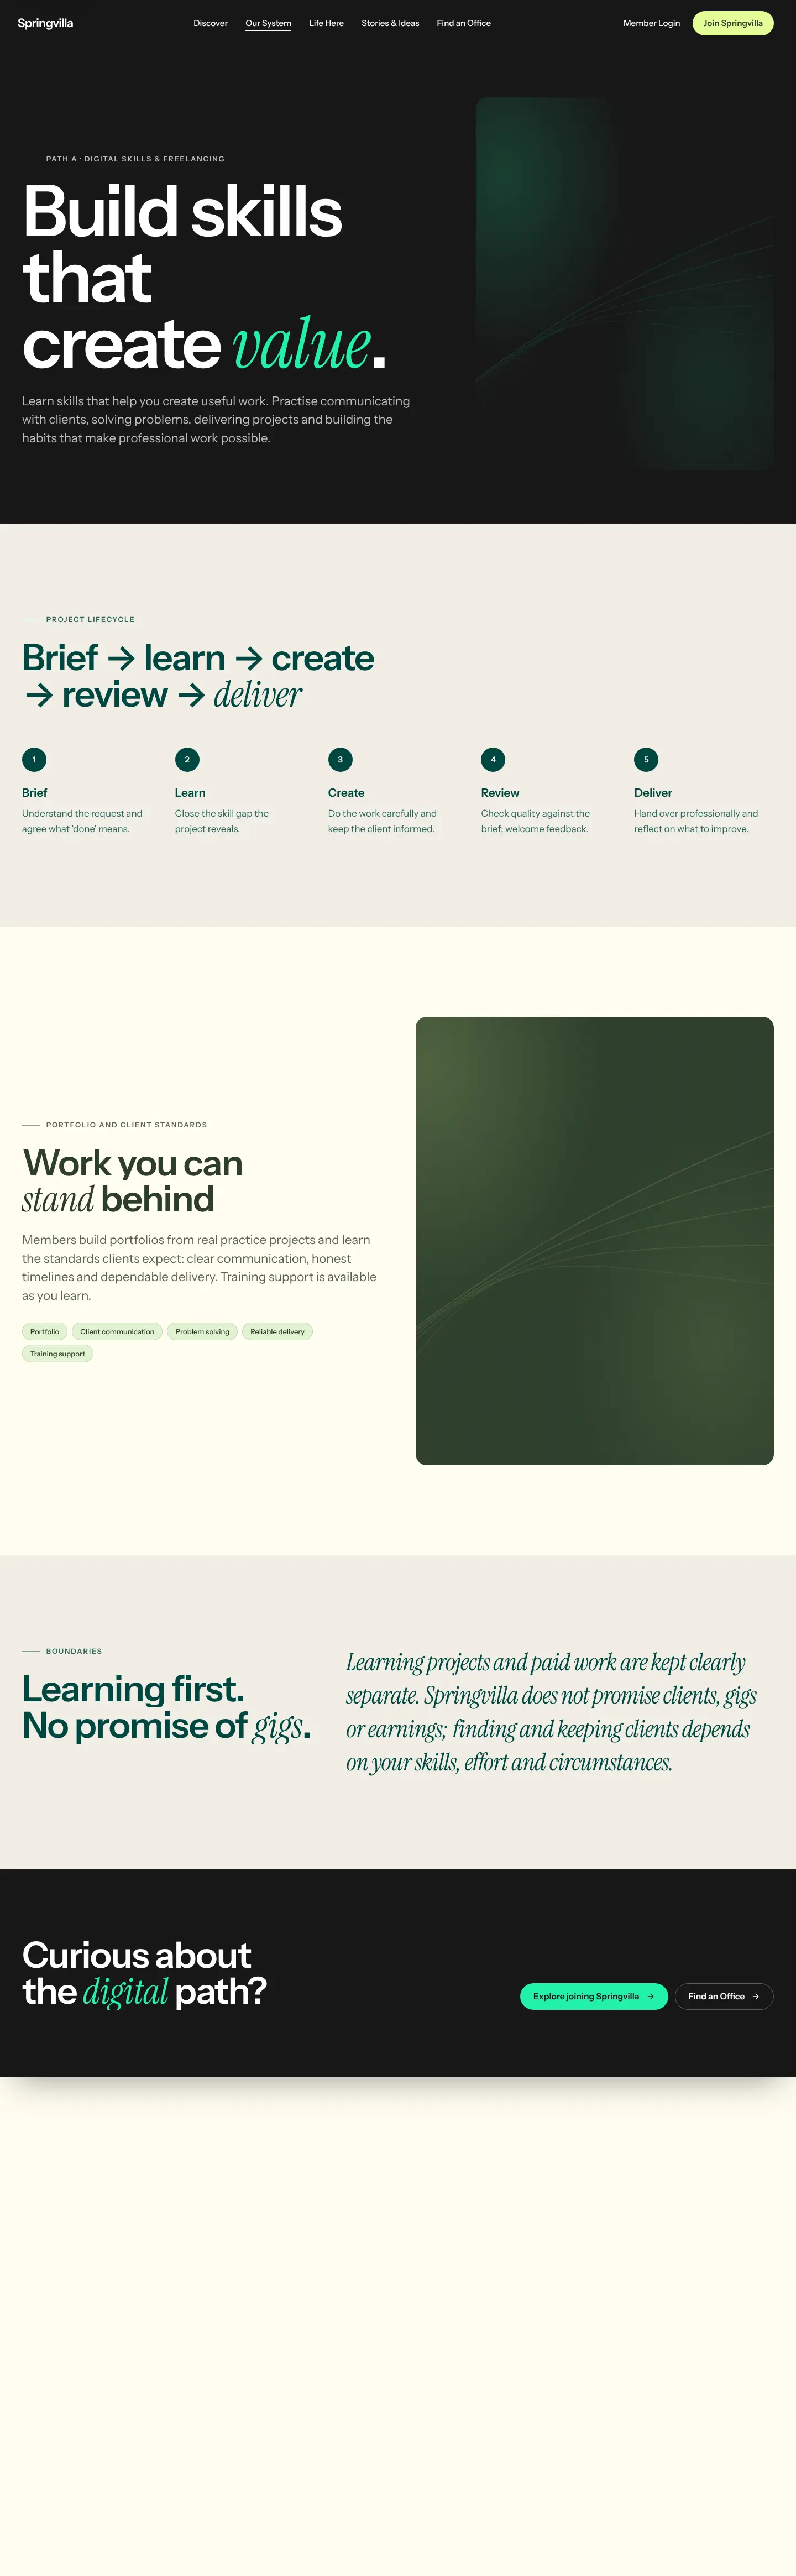 Springvilla
Discover
Our System
Life Here
Stories & Ideas
Find an Office
Member Login
Join Springvilla
PATH A · DIGITAL SKILLS & FREELANCING
Build skills
that
create value.
Learn skills that help you create useful work. Practise communicating
with clients, solving problems, delivering projects and building the
habits that make professional work possible.
PROJECT LIFECYCLE
Brief → learn → create
→ review → deliver
1
Brief
Understand the request and
agree what 'done' means.
2
Learn
Close the skill gap the
project reveals.
3
Create
Do the work carefully and
keep the client informed.
4
Review
Check quality against the
brief; welcome feedback.
5
Deliver
Hand over professionally and
reflect on what to improve.
PORTFOLIO AND CLIENT STANDARDS
Work you can
stand behind
Members build portfolios from real practice projects and learn
the standards clients expect: clear communication, honest
timelines and dependable delivery. Training support is available
as you learn.
Portfolio
Client communication
Problem solving
Reliable delivery
Training support
BOUNDARIES
Learning first.
No promise of gigs.
Learning projects and paid work are kept clearly
separate. Springvilla does not promise clients, gigs
or earnings; finding and keeping clients depends
on your skills, effort and circumstances.
Curious about
the digital path?
Explore joining Springvilla →
Find an Office →